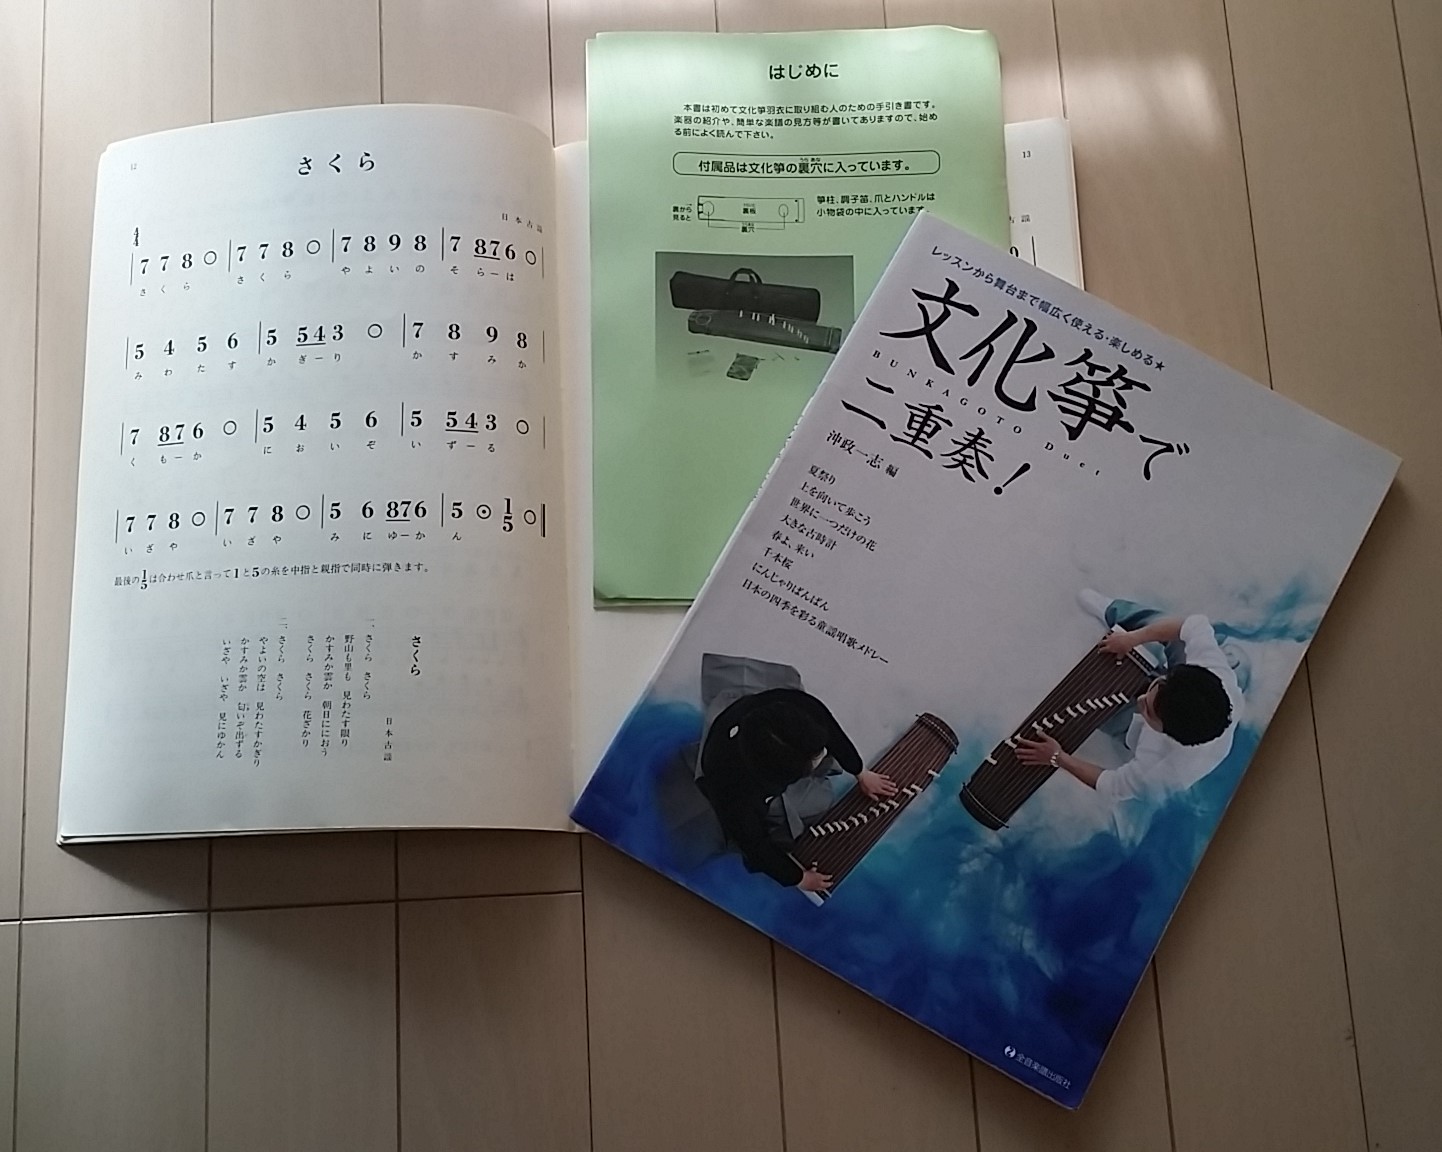 12
さくら
日本古謡
4/4
7 7 8 ○ | 7 7 8 ○ | 7 8 9 8 | 7 87 6 ○
さくら さくら やよいの そらーは
5 4 5 6 | 5 54 3 ○ | 7 8 9 8
みわたす かぎーり かすみか
7 87 6 ○ | 5 4 5 6 | 5 54 3 ○
くもーか においぞ いずーる
7 7 8 ○ | 7 7 8 ○ | 5 6 876 | 5 ⊙ 1/5 ○
いざや いざや みにゆーか ん
最後の1/5は合わせ爪と言って1と5の糸を中指と親指で同時に弾きます。
さくら
日本古謡
一、さくら さくら
野山も里も 見わたす限り
かすみか雲か 朝日ににおう
さくら さくら 花ざかり
二、さくら さくら
やよいの空は 見わたすかぎり
かすみか雲か 匂いぞ出ずる
いざや いざや 見にゆかん
はじめに
本書は初めて文化箏羽衣に取り組む人のための手引き書です。
楽器の紹介や、簡単な楽譜の見方等が書いてありますので、始め
る前によく読んで下さい。
付属品は文化箏の裏穴に入っています。
裏から
見ると
裏板
裏穴
箏柱、調子笛、爪とハンドルは
小物袋の中に入っています。
13
古謡
9
レッスンから舞台まで幅広く使える・楽しめる★
文化箏で
BUNKAGOTO Duet
二重奏!
沖政一志 編
夏祭り
上を向いて歩こう
世界に一つだけの花
大きな古時計
春よ、来い
千本桜
にんじゃりばんばん
日本の四季を彩る童謡唱歌メドレー
全音楽譜出版社